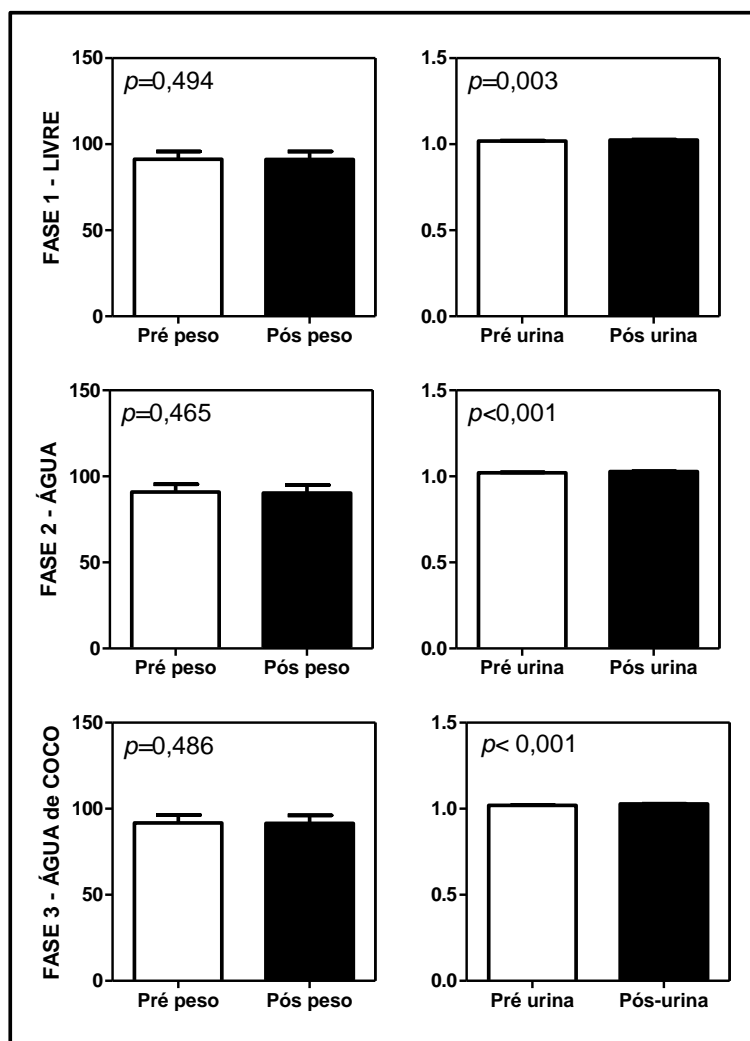 FASE 1 - LIVRE
150
100
50
0
p=0,494
Pré peso
Pós peso
1.5
1.0
0.5
0.0
p=0,003
Pré urina
Pós urina
FASE 2 - ÁGUA
150
100
50
0
p=0,465
Pré peso
Pós peso
1.5
1.0
0.5
0.0
p<0,001
Pré urina
Pós urina
FASE 3 - ÁGUA de COCO
150
100
50
0
p=0,486
Pré peso
Pós peso
1.5
1.0
0.5
0.0
p< 0,001
Pré urina
Pós-urina